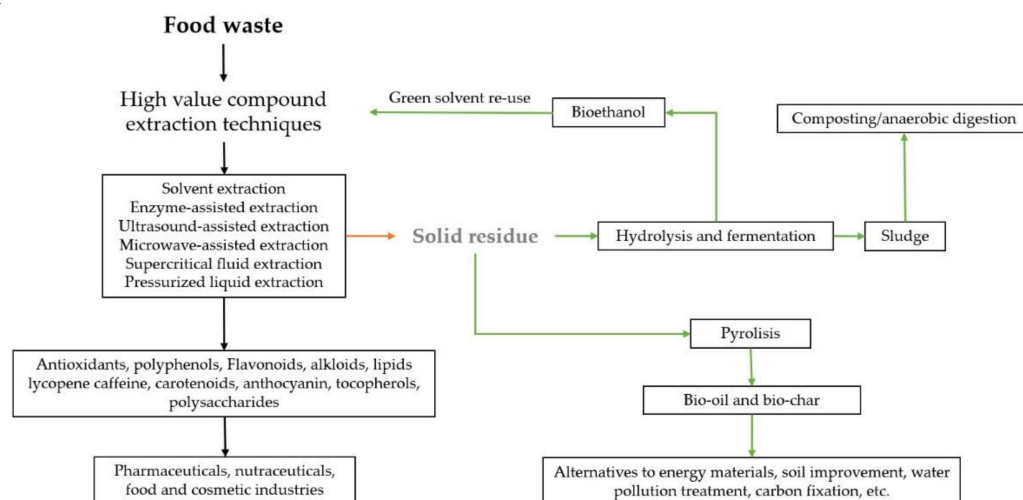 Food waste
High value compound
extraction techniques
Green solvent re-use
Bioethanol
Composting/anaerobic digestion
Solvent extraction
Enzyme-assisted extraction
Ultrasound-assisted extraction
Microwave-assisted extraction
Supercritical fluid extraction
Pressurized liquid extraction
Solid residue
Hydrolysis and fermentation
Sludge
Pyrolisis
Antioxidants, polyphenols, Flavonoids, alkloids, lipids
lycopene caffeine, carotenoids, anthocyanin, tocopherols,
polysaccharides
Bio-oil and bio-char
Pharmaceuticals, nutraceuticals,
food and cosmetic industries
Alternatives to energy materials, soil improvement, water
pollution treatment, carbon fixation, etc.